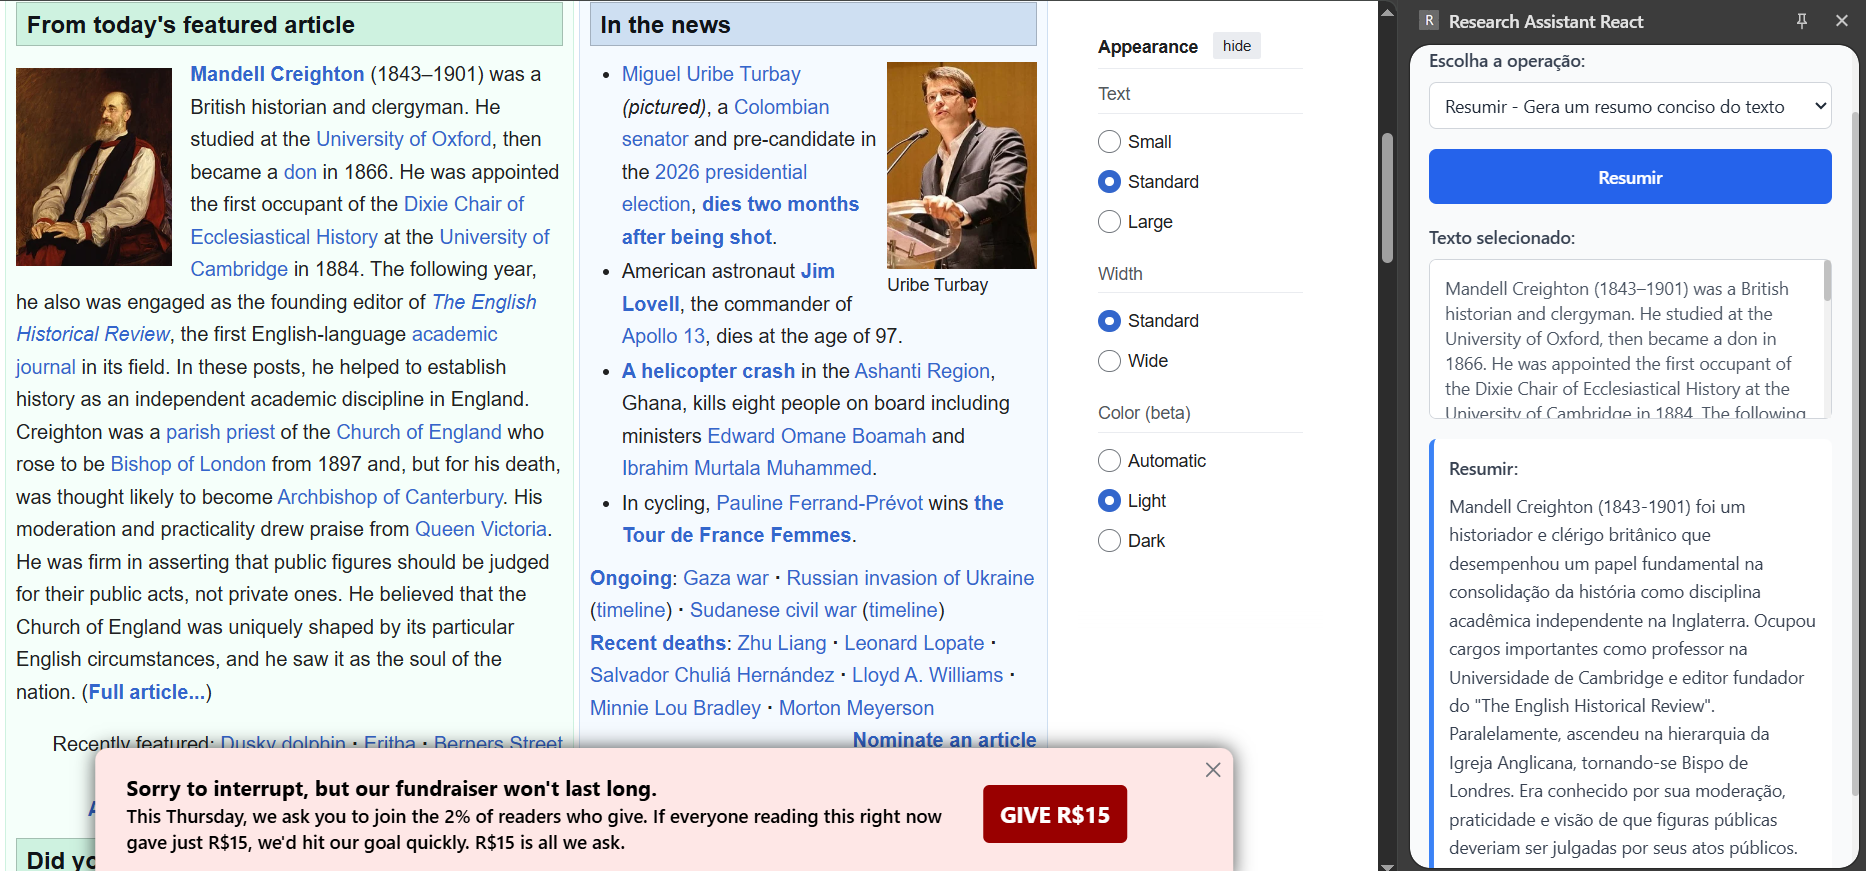 From today's featured article
Mandell Creighton (1843–1901) was a
British historian and clergyman. He
studied at the University of Oxford, then
became a don in 1866. He was appointed
the first occupant of the Dixie Chair of
Ecclesiastical History at the University of
Cambridge in 1884. The following year,
he also was engaged as the founding editor of The English
Historical Review, the first English-language academic
journal in its field. In these posts, he helped to establish
history as an independent academic discipline in England.
Creighton was a parish priest of the Church of England who
rose to be Bishop of London from 1897 and, but for his death,
was thought likely to become Archbishop of Canterbury. His
moderation and practicality drew praise from Queen Victoria.
He was firm in asserting that public figures should be judged
for their public acts, not private ones. He believed that the
Church of England was uniquely shaped by its particular
English circumstances, and he saw it as the soul of the
nation. (Full article...)
Recently featured: Dusky dolphin · Eritha · Berners Street
Did yo
In the news
Miguel Uribe Turbay
(pictured), a Colombian
senator and pre-candidate in
the 2026 presidential
election, dies two months
after being shot.
Uribe Turbay
American astronaut Jim
Lovell, the commander of
Apollo 13, dies at the age of 97.
A helicopter crash in the Ashanti Region,
Ghana, kills eight people on board including
ministers Edward Omane Boamah and
Ibrahim Murtala Muhammed.
In cycling, Pauline Ferrand-Prévot wins the
Tour de France Femmes.
Ongoing: Gaza war · Russian invasion of Ukraine
(timeline) · Sudanese civil war (timeline)
Recent deaths: Zhu Liang · Leonard Lopate ·
Salvador Chuliá Hernández · Lloyd A. Williams ·
Minnie Lou Bradley · Morton Meyerson
Nominate an article
Appearance hide
Text
Small
Standard
Large
Width
Standard
Wide
Color (beta)
Automatic
Light
Dark
Sorry to interrupt, but our fundraiser won't last long.
This Thursday, we ask you to join the 2% of readers who give. If everyone reading this right now
gave just R$15, we'd hit our goal quickly. R$15 is all we ask.
GIVE R$15
R Research Assistant React
Escolha a operação:
Resumir - Gera um resumo conciso do texto
Resumir
Texto selecionado:
Mandell Creighton (1843–1901) was a British
historian and clergyman. He studied at the
University of Oxford, then became a don in
1866. He was appointed the first occupant of
the Dixie Chair of Ecclesiastical History at the
University of Cambridge in 1884. The following
Resumir:
Mandell Creighton (1843-1901) foi um
historiador e clérigo britânico que
desempenhou um papel fundamental na
consolidação da história como disciplina
acadêmica independente na Inglaterra. Ocupou
cargos importantes como professor na
Universidade de Cambridge e editor fundador
do "The English Historical Review".
Paralelamente, ascendeu na hierarquia da
Igreja Anglicana, tornando-se Bispo de
Londres. Era conhecido por sua moderação,
praticidade e visão de que figuras públicas
deveriam ser julgadas por seus atos públicos.